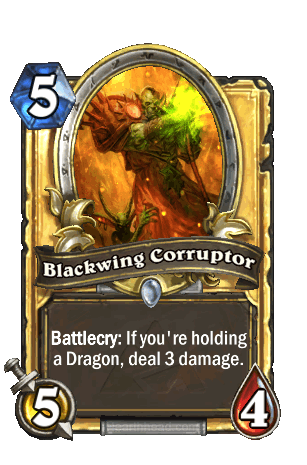 5
Blackwing Corruptor
Battlecry: If you're holding
a Dragon, deal 3 damage.
5
4